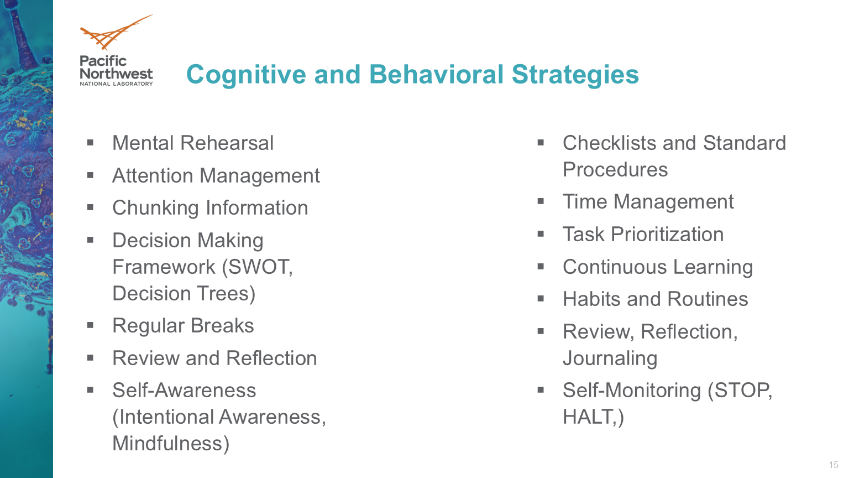 Pacific
Northwest
NATIONAL LABORATORY
Cognitive and Behavioral Strategies
▪ Mental Rehearsal
▪ Attention Management
▪ Chunking Information
▪ Decision Making
Framework (SWOT,
Decision Trees)
▪ Regular Breaks
▪ Review and Reflection
▪ Self-Awareness
(Intentional Awareness,
Mindfulness)
▪ Checklists and Standard
Procedures
▪ Time Management
▪ Task Prioritization
▪ Continuous Learning
▪ Habits and Routines
▪ Review, Reflection,
Journaling
▪ Self-Monitoring (STOP,
HALT,)
15